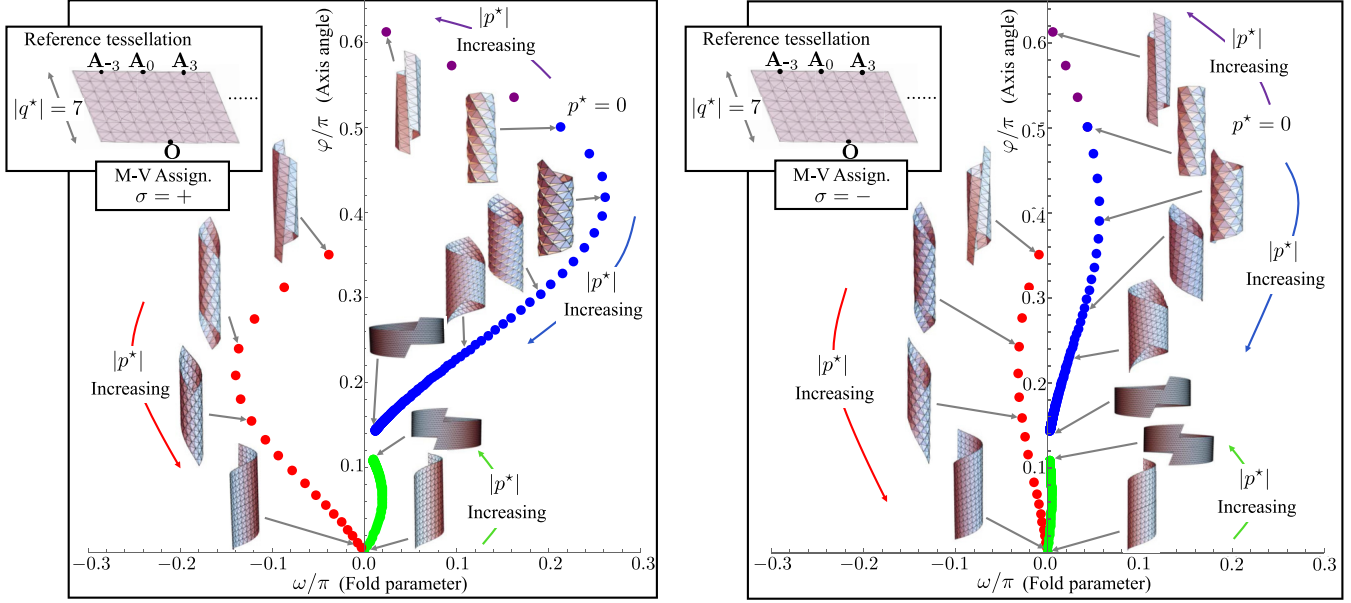 Reference tessellation
A-3 A0 A3
|q⋆| = 7
......
O
M-V Assign.
σ = +
φ/π (Axis angle)
0.6
0.5
0.4
0.3
0.2
0.1
|p⋆|
Increasing
p⋆ = 0
|p⋆|
Increasing
|p⋆|
Increasing
|p⋆|
Increasing
−0.3 −0.2 −0.1 0 0.1 0.2 0.3
ω/π (Fold parameter)
Reference tessellation
A-3 A0 A3
|q⋆| = 7
......
O
M-V Assign.
σ = −
φ/π (Axis angle)
0.6
0.5
0.4
0.3
0.2
0.1
|p⋆|
Increasing
p⋆ = 0
|p⋆|
Increasing
|p⋆|
Increasing
|p⋆|
Increasing
−0.3 −0.2 −0.1 0 0.1 0.2 0.3
ω/π (Fold parameter)